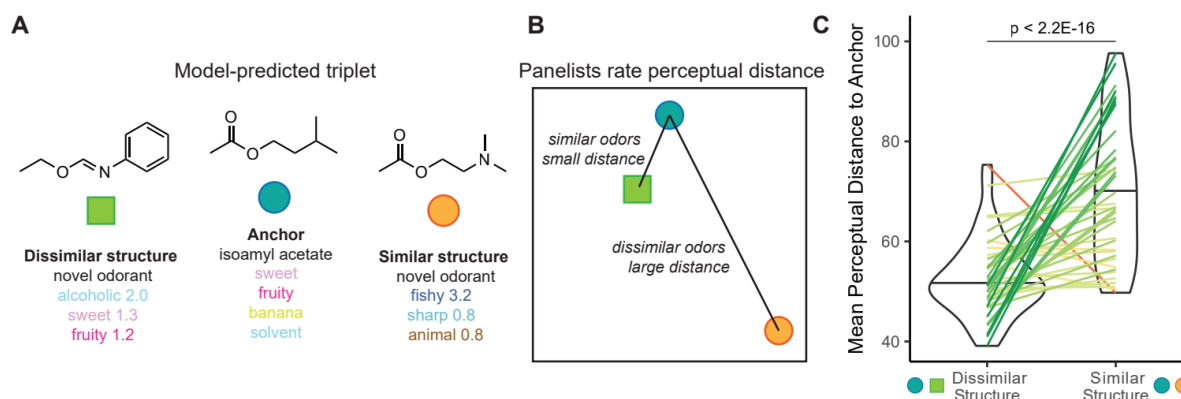 A
Model-predicted triplet
O
O
N
Dissimilar structure
novel odorant
alcoholic 2.0
sweet 1.3
fruity 1.2
O
O
Anchor
isoamyl acetate
sweet
fruity
banana
solvent
O
O
N
Similar structure
novel odorant
fishy 3.2
sharp 0.8
animal 0.8
B
Panelists rate perceptual distance
similar odors
small distance
dissimilar odors
large distance
C
p < 2.2E-16
Mean Perceptual Distance to Anchor
100
80
60
40
Dissimilar
Structure
Similar
Structure